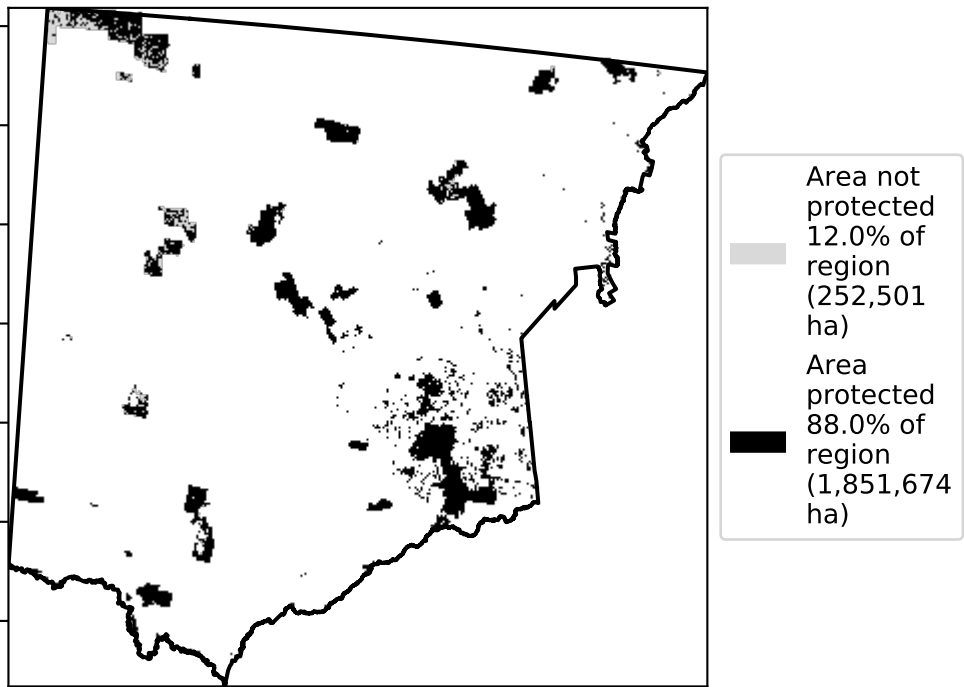 Area not
protected
12.0% of
region
(252,501
ha)
Area
protected
88.0% of
region
(1,851,674
ha)